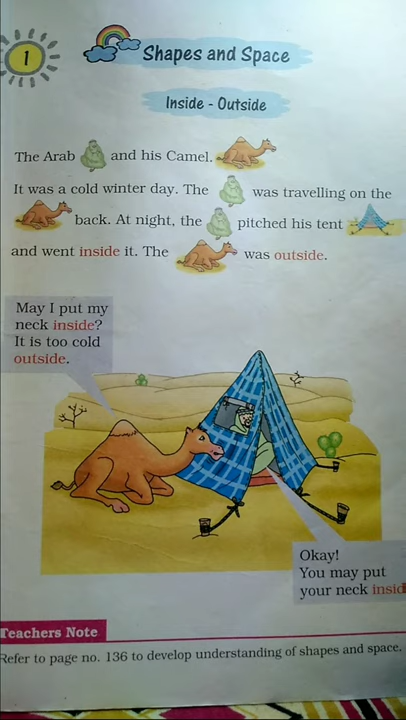 1
Shapes and Space
Inside - Outside
The Arab and his Camel.
It was a cold winter day. The was travelling on the
back. At night, the pitched his tent
and went inside it. The was outside.
May I put my
neck inside?
It is too cold
outside.
Okay!
You may put
your neck insid
Teachers Note
Refer to page no. 136 to develop understanding of shapes and space.